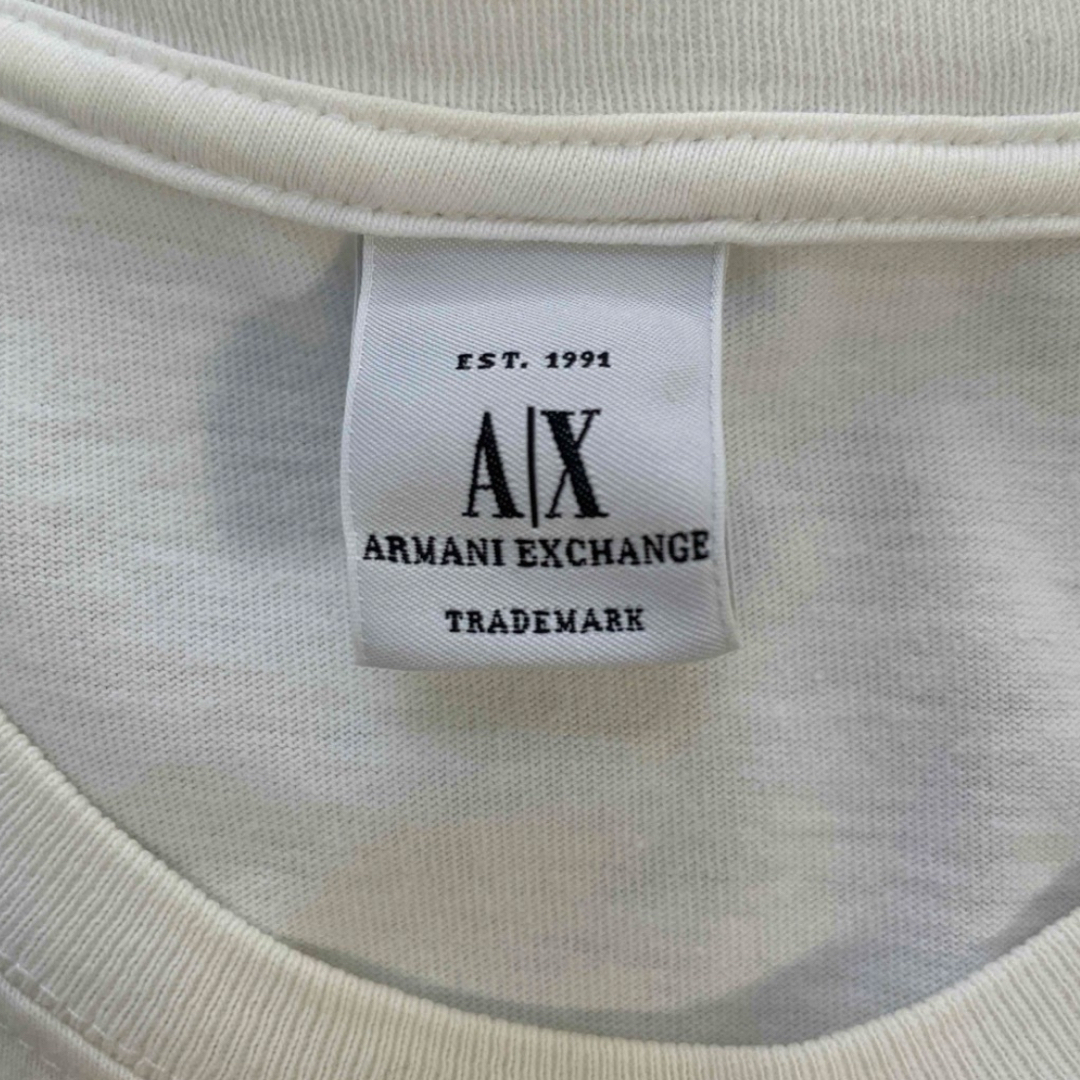 EST. 1991
A|X
ARMANI EXCHANGE
TRADEMARK